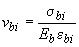 ν_bi = σ_bi / (E_b ε_bi)